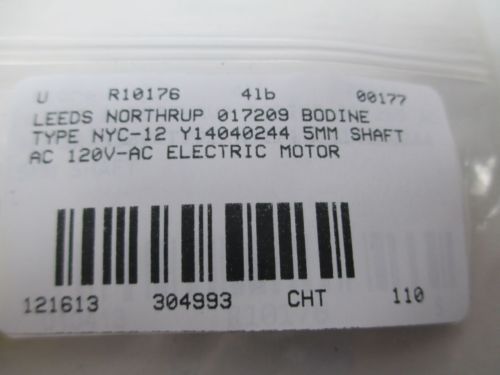 U R10176 41b 00177
LEEDS NORTHRUP 017209 BODINE
TYPE NYC-12 Y14040244 5MM SHAFT
AC 120V-AC ELECTRIC MOTOR
121613 304993 CHT 110